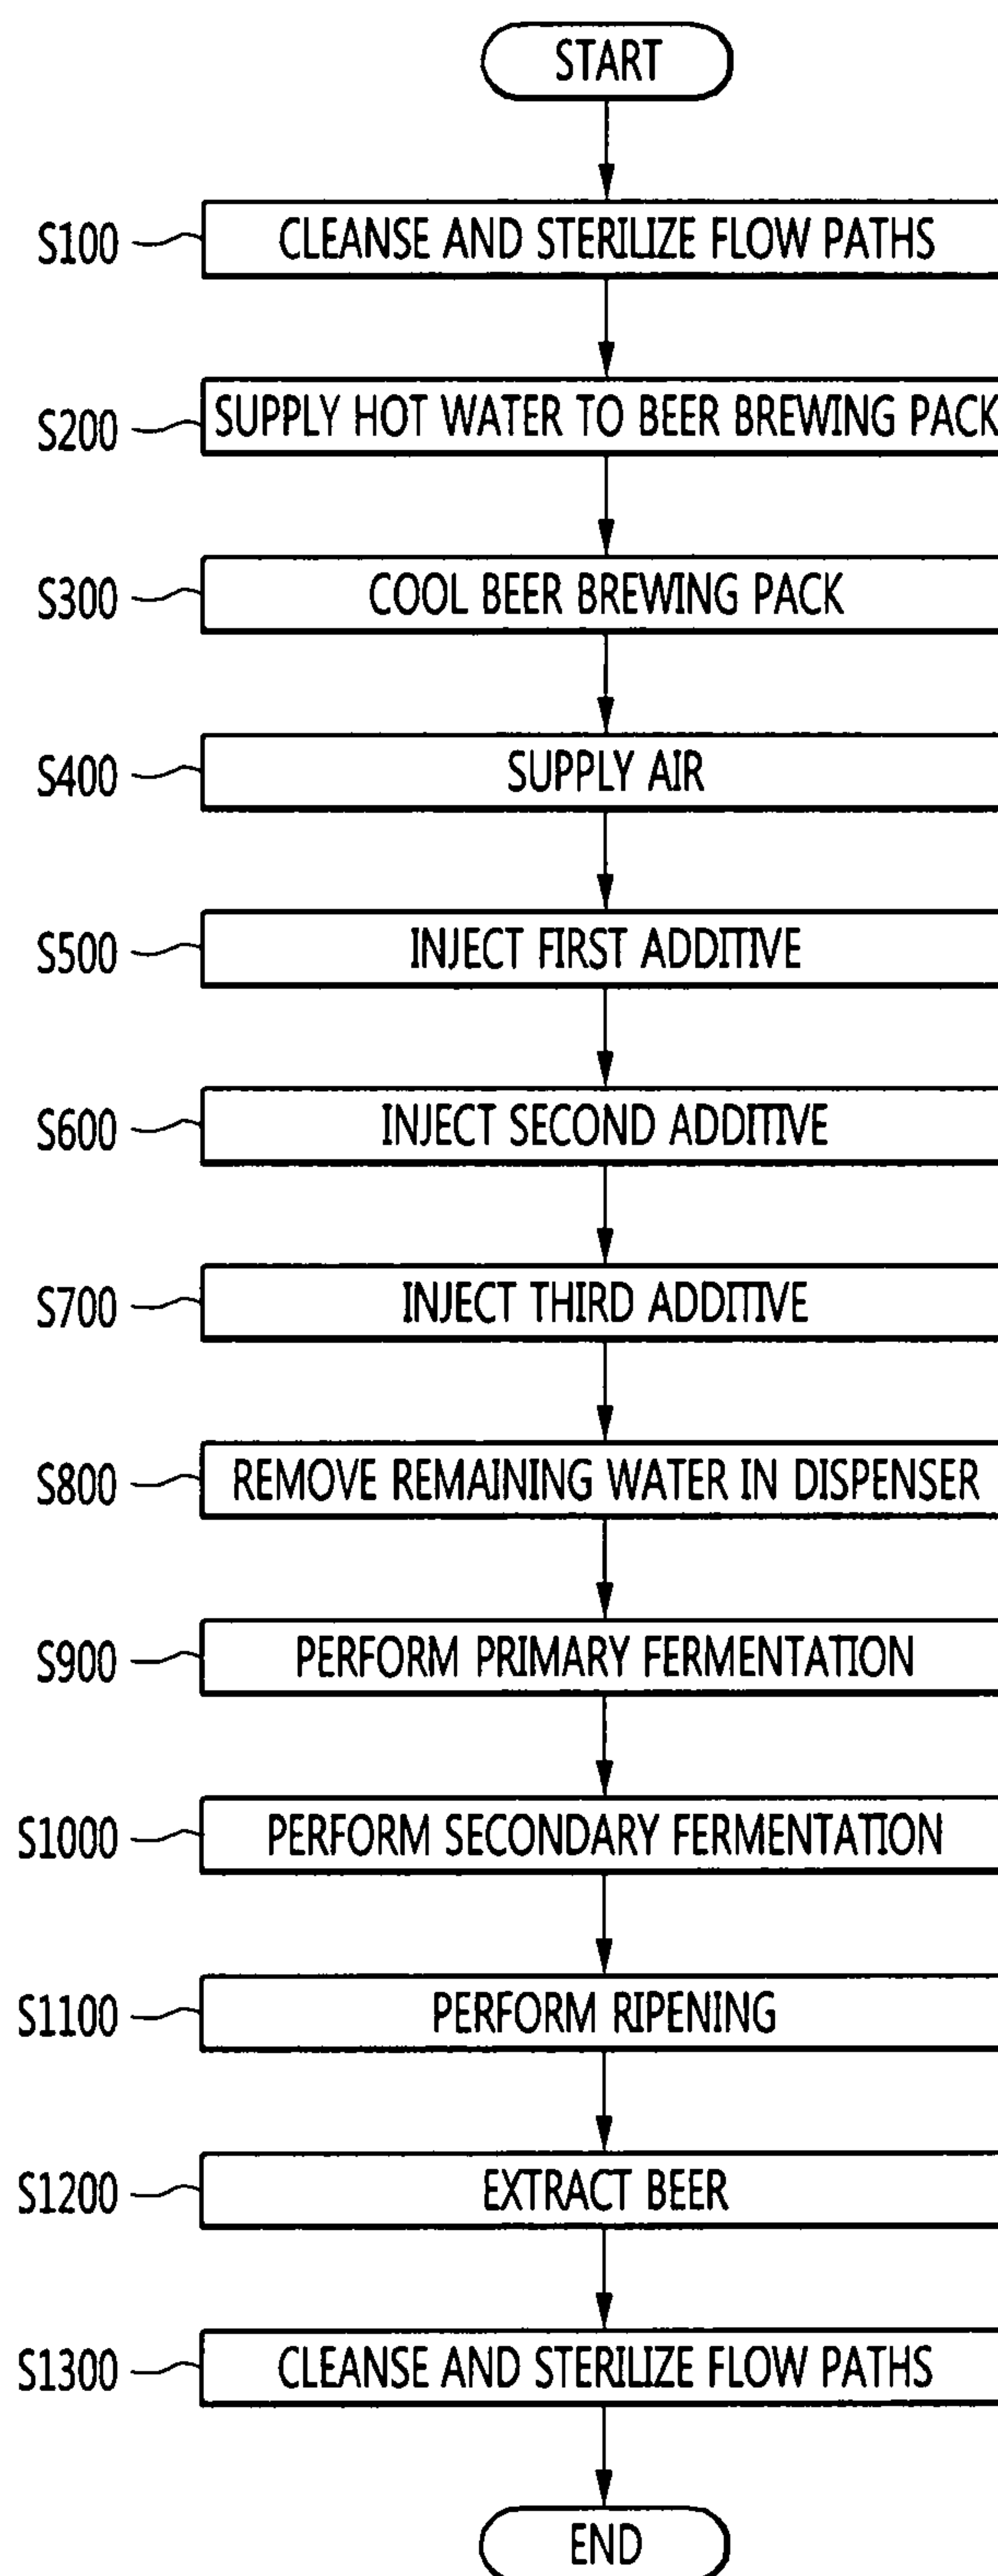 START
S100 CLEANSE AND STERILIZE FLOW PATHS
S200 SUPPLY HOT WATER TO BEER BREWING PACK
S300 COOL BEER BREWING PACK
S400 SUPPLY AIR
S500 INJECT FIRST ADDITIVE
S600 INJECT SECOND ADDITIVE
S700 INJECT THIRD ADDITIVE
S800 REMOVE REMAINING WATER IN DISPENSER
S900 PERFORM PRIMARY FERMENTATION
S1000 PERFORM SECONDARY FERMENTATION
S1100 PERFORM RIPENING
S1200 EXTRACT BEER
S1300 CLEANSE AND STERILIZE FLOW PATHS
END